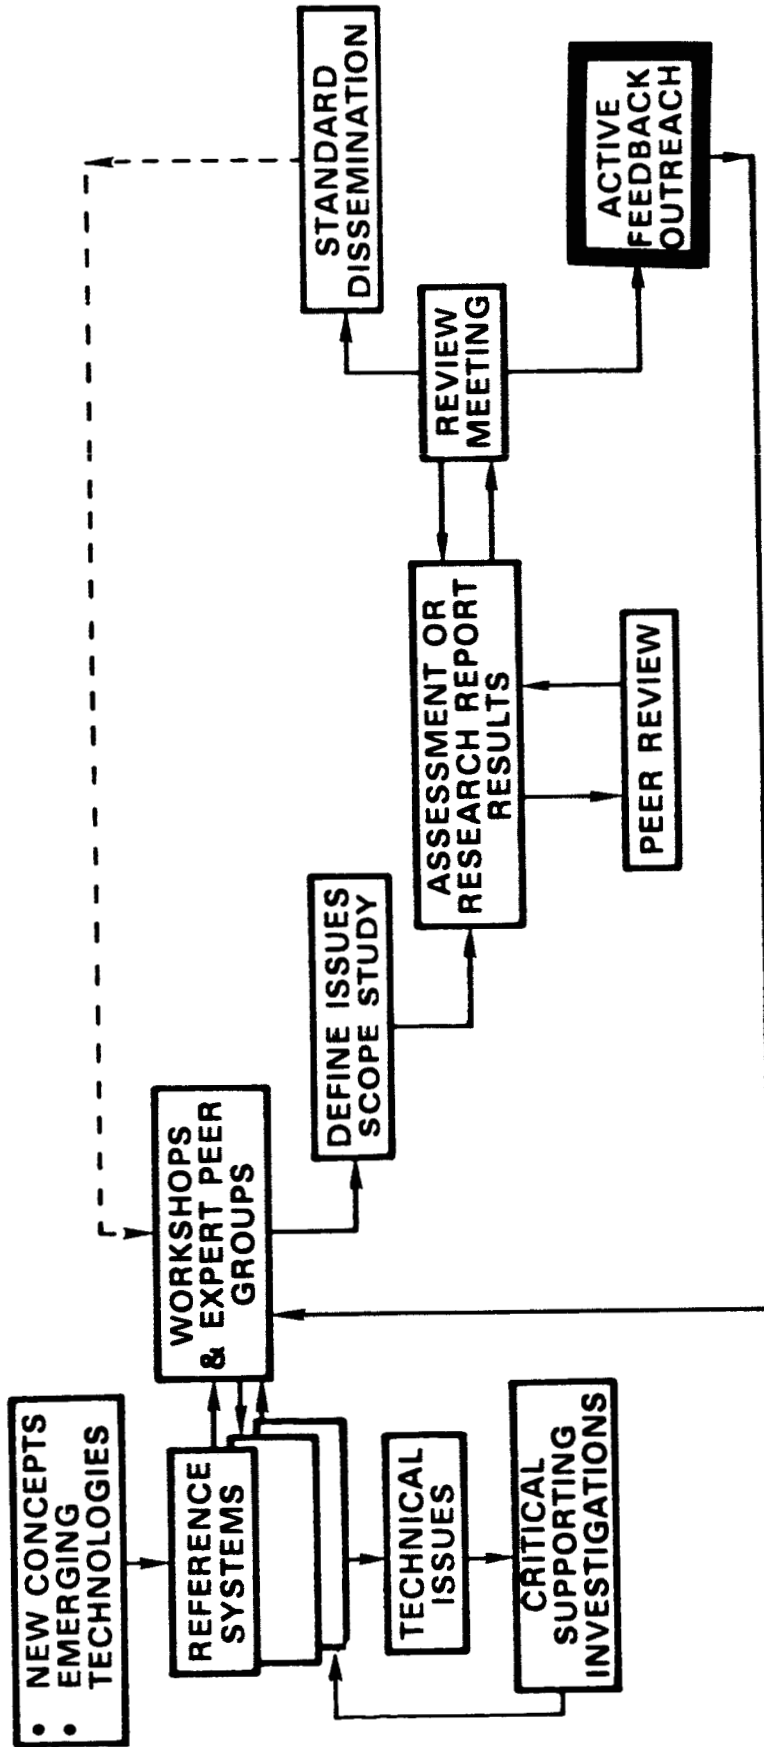 • NEW CONCEPTS
• EMERGING
TECHNOLOGIES
REFERENCE
SYSTEMS
TECHNICAL
ISSUES
CRITICAL
SUPPORTING
INVESTIGATIONS
WORKSHOPS
& EXPERT PEER
GROUPS
DEFINE ISSUES
SCOPE STUDY
ASSESSMENT OR
RESEARCH REPORT
RESULTS
PEER REVIEW
REVIEW
MEETING
STANDARD
DISSEMINATION
ACTIVE
FEEDBACK
OUTREACH